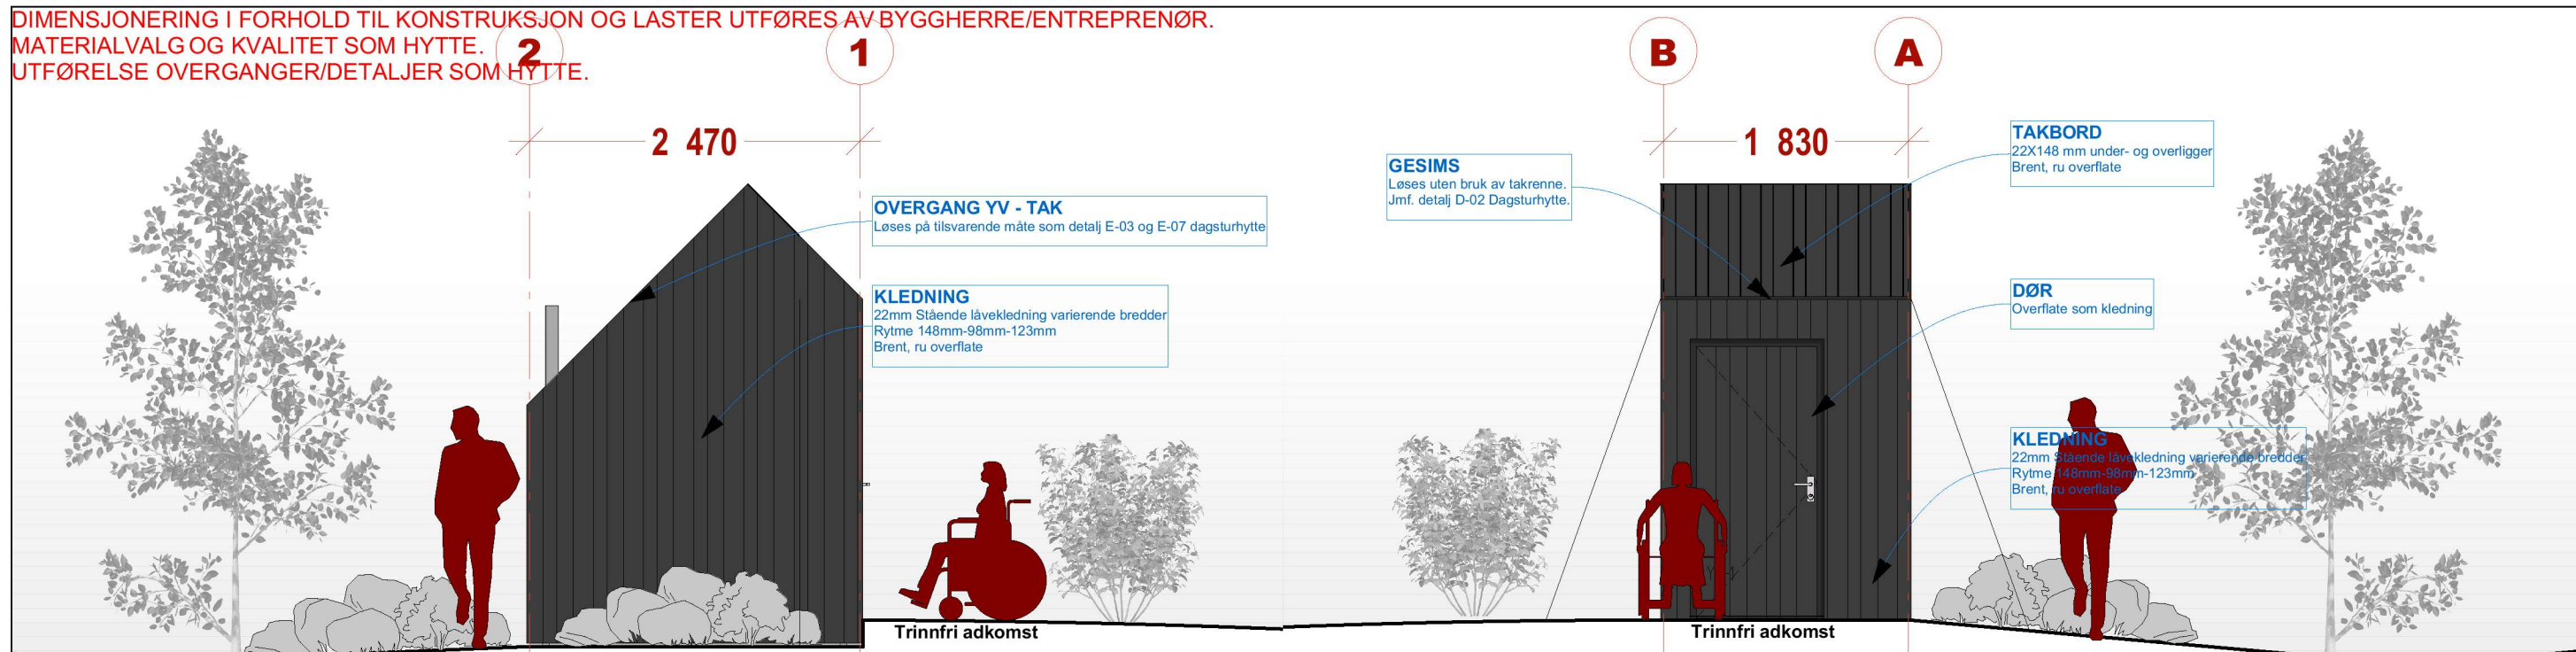 DIMENSJONERING I FORHOLD TIL KONSTRUKSJON OG LASTER UTFØRES AV BYGGHERRE/ENTREPRENØR.
MATERIALVALG OG KVALITET SOM HYTTE.
UTFØRELSE OVERGANGER/DETALJER SOM HYTTE.
2
1
2 470
OVERGANG YV - TAK
Løses på tilsvarende måte som detalj E-03 og E-07 dagsturhytte
KLEDNING
22mm Stående låvekledning varierende bredder
Rytme 148mm-98mm-123mm
Brent, ru overflate
Trinnfri adkomst
B
A
1 830
GESIMS
Løses uten bruk av takrenne.
Jmf. detalj D-02 Dagsturhytte.
TAKBORD
22X148 mm under- og overligger
Brent, ru overflate
DØR
Overflate som kledning
KLEDNING
22mm Stående låvekledning varierende bredder
Rytme 148mm-98mm-123mm
Brent, ru overflate
Trinnfri adkomst